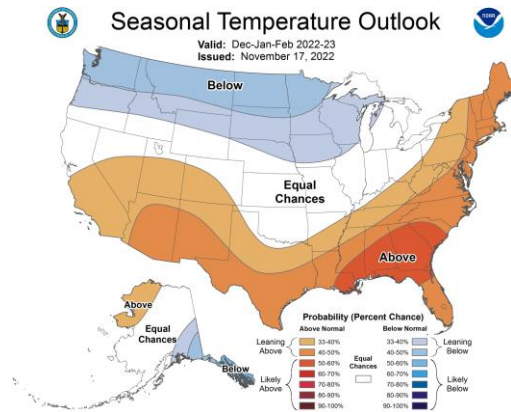 Seasonal Temperature Outlook
Valid: Dec-Jan-Feb 2022-23
Issued: November 17, 2022
noaa
Below
Equal
Chances
Above
Above
Equal
Chances
Below
Probability (Percent Chance)
Above Normal
Below Normal
Leaning
Above
33-40%
40-50%
Equal
Chances
33-40%
40-50%
Leaning
Below
Likely
Above
50-60%
60-70%
70-80%
80-90%
90-100%
50-60%
60-70%
70-80%
80-90%
90-100%
Likely
Below